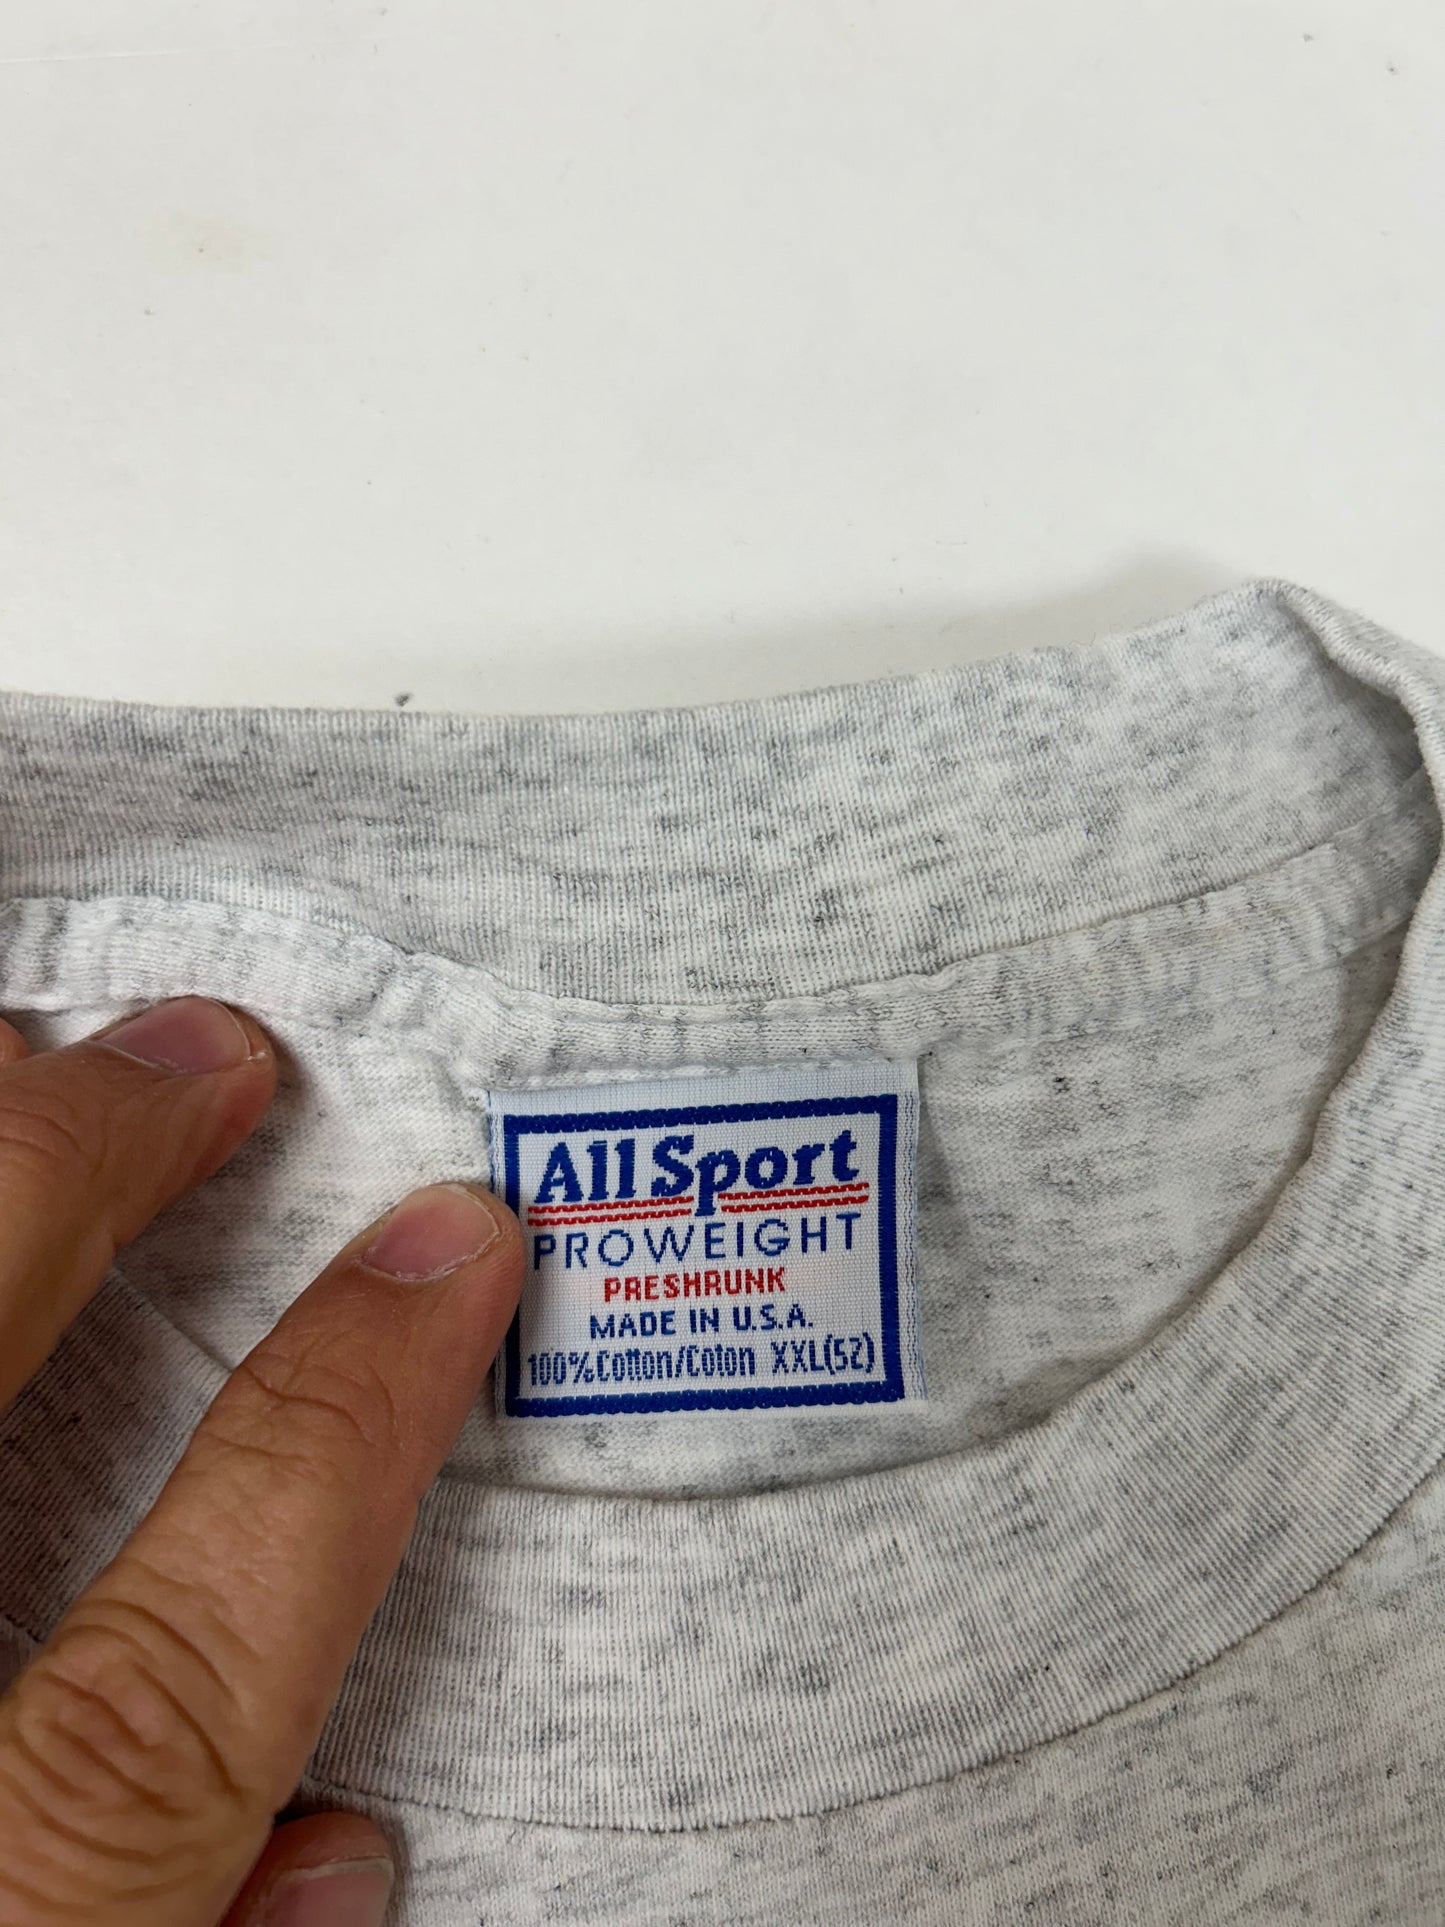 All Sport
PROWEIGHT
PRESHRUNK
MADE IN U.S.A.
100% Cotton/Coton XXL(52)